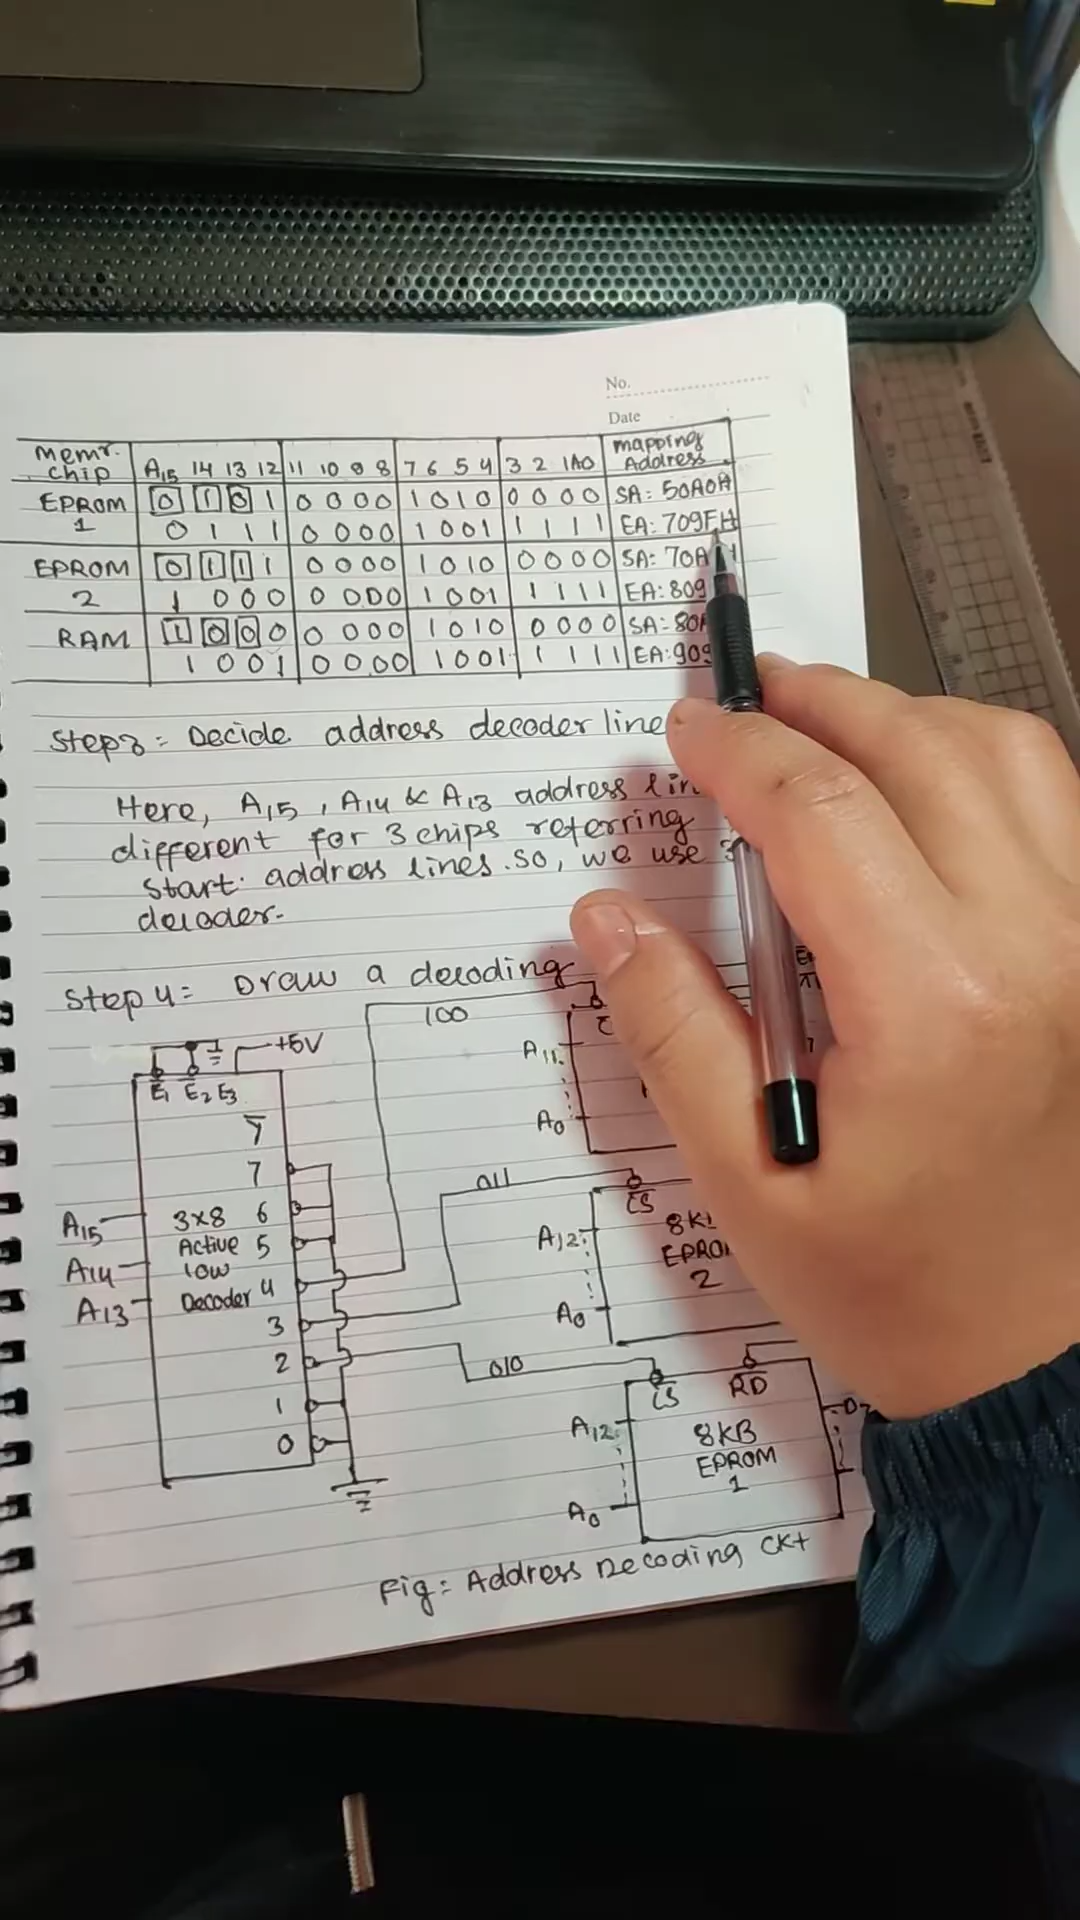 No.
Date
Memr. Chip A15 14 13 12 11 10 9 8 7 6 5 4 3 2 1 A0 mapping Address
EPROM 0 1 0 1 0 0 0 0 1 0 1 0 0 0 0 0 SA: 50A0H
1 0 1 1 1 0 0 0 0 1 0 0 1 1 1 1 1 EA: 709FH
EPROM 0 1 1 1 0 0 0 0 1 0 1 0 0 0 0 0 SA: 70A
2 1 0 0 0 0 0 0 0 1 0 0 1 1 1 1 1 EA: 809
RAM 1 0 0 0 0 0 0 0 1 0 1 0 0 0 0 0 SA: 80
1 0 0 1 0 0 0 0 1 0 0 1 1 1 1 1 EA: 909
Step3 = Decide address decoder line
Here, A15, A14 & A13 address
different for 3 chips referring
start address lines. so, we use
decoder.
Step 4 = Draw a decoding
100
+5V
E1 E2 E3
A11
A0
Y
7
011
CS
A15 3x8 6
Active 5
A14 low
A13 Decoder 4
3
2
1
0
A12
8K
EPRO
2
A0
010
CS RD
A12
8KB
EPROM
1
A0
Fig = Address Decoding CKt